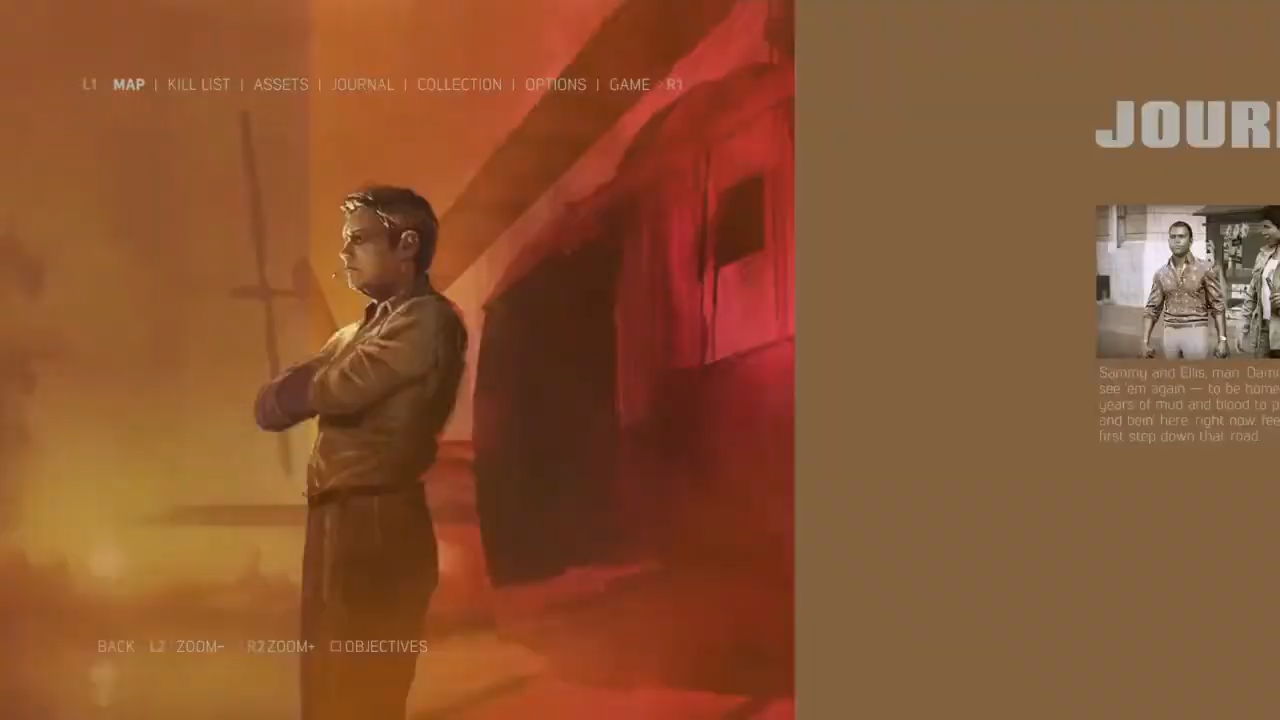 L1 MAP | KILL LIST | ASSETS | JOURNAL | COLLECTION | OPTIONS | GAME R1
JOUR
Sammy and Ellis, man. Damn
see 'em again — to be home
years of mud and blood to p
and bein' here, right now, fee
first step down that road.
BACK L2 ZOOM- R2 ZOOM+ □ OBJECTIVES